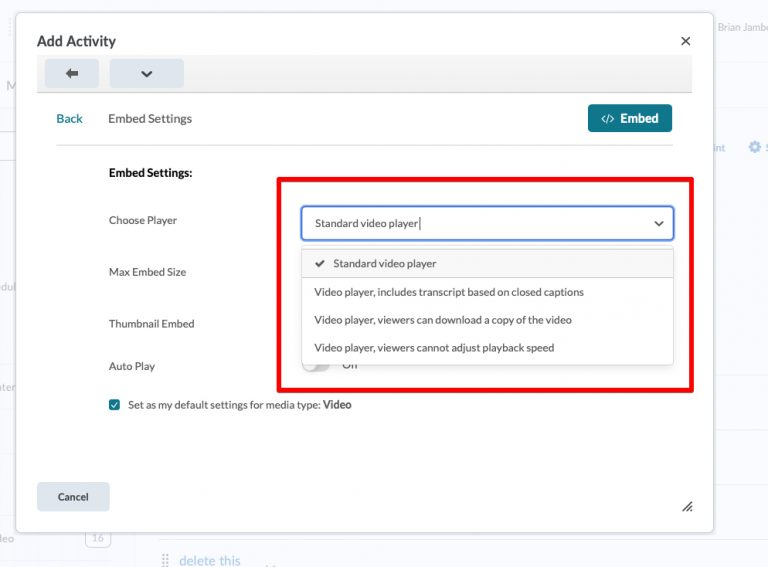 Brian Jambo
Add Activity
M
Back Embed Settings
</> Embed
int
Embed Settings:
Choose Player
Standard video player
Standard video player
Max Embed Size
Video player, includes transcript based on closed captions
Video player, viewers can download a copy of the video
Thumbnail Embed
Video player, viewers cannot adjust playback speed
Auto Play
Off
Set as my default settings for media type: Video
Cancel
deo
16
delete this